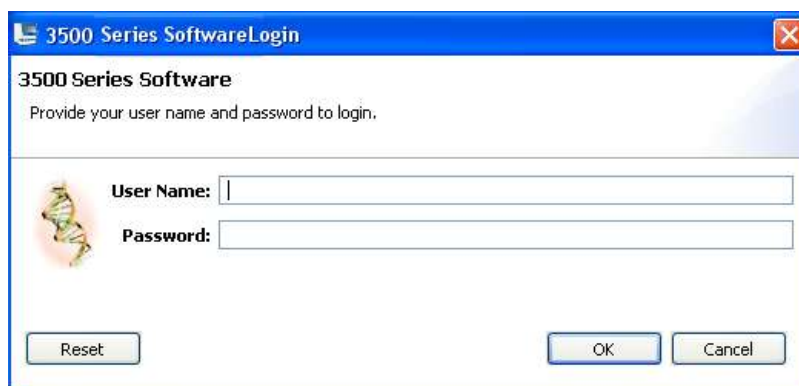 3500 Series SoftwareLogin
3500 Series Software
Provide your user name and password to login.
User Name:
Password:
Reset
OK
Cancel